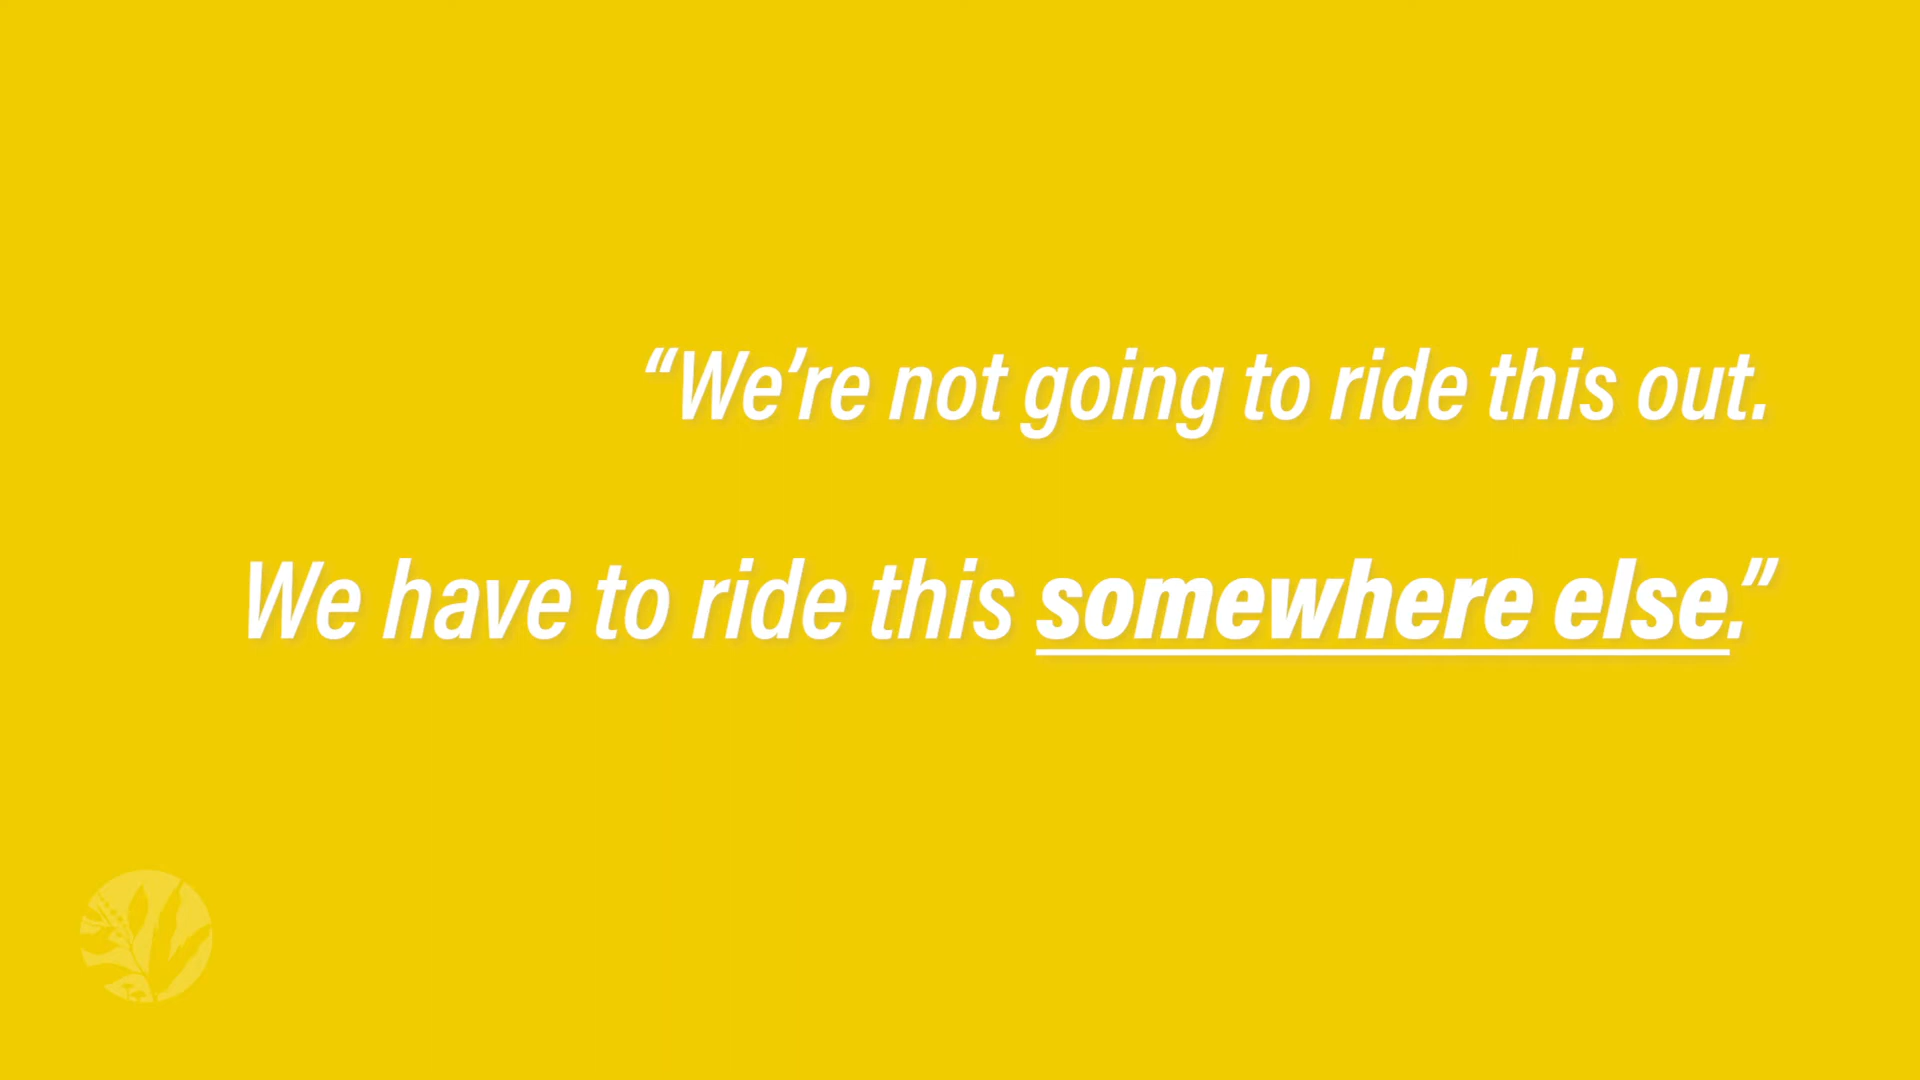 “We’re not going to ride this out.
We have to ride this somewhere else.”